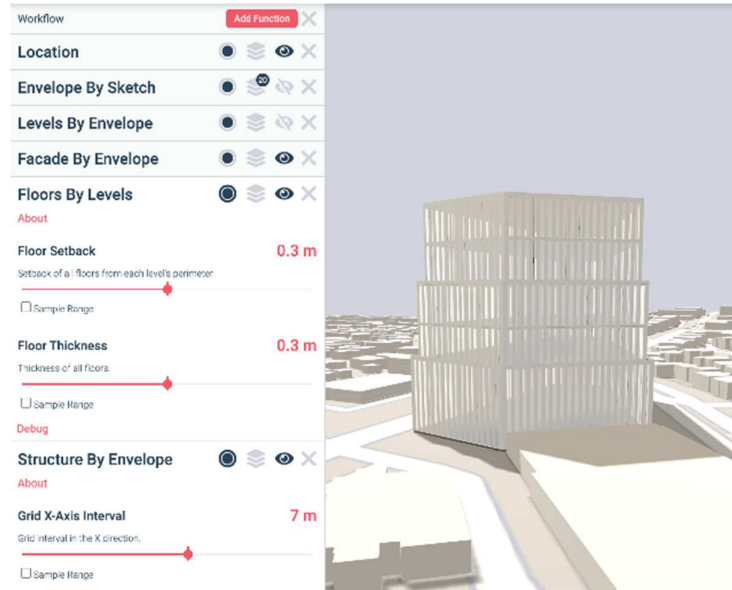 Workflow
Add Function
Location
Envelope By Sketch
20
Levels By Envelope
Facade By Envelope
Floors By Levels
About
Floor Setback 0.3 m
Setback of all floors from each level's perimeter.
Sample Range
Floor Thickness 0.3 m
Thickness of all floors.
Sample Range
Debug
Structure By Envelope
About
Grid X-Axis Interval 7 m
Grid interval in the X direction.
Sample Range